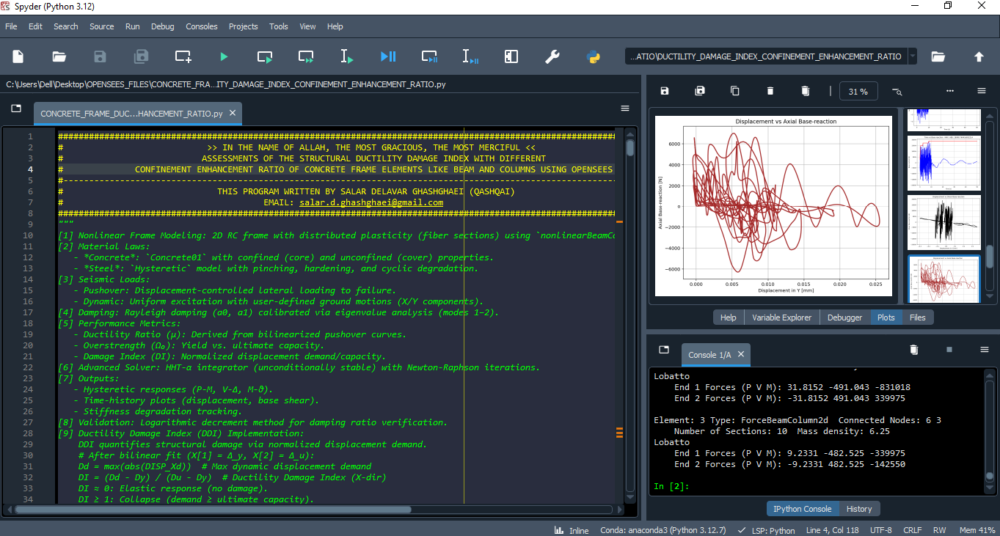 Spyder (Python 3.12)
File Edit Search Source Run Debug Consoles Projects Tools View Help
...ATIO\DUCTILITY_DAMAGE_INDEX_CONFINEMENT_ENHANCEMENT_RATIO
C:\Users\Dell\Desktop\OPENSEES_FILES\CONCRETE_FRA...ITY_DAMAGE_INDEX_CONFINEMENT_ENHANCEMENT_RATIO.py
CONCRETE_FRAME_DUC...HANCEMENT_RATIO.py
1 ####################
2 # >> IN THE NAME OF ALLAH, THE MOST GRACIOUS, THE MOST MERCIFUL <<
3 # ASSESSMENTS OF THE STRUCTURAL DUCTILITY DAMAGE INDEX WITH DIFFERENT
4 # CONFINEMENT ENHANCEMENT RATIO OF CONCRETE FRAME ELEMENTS LIKE BEAM AND COLUMNS USING OPENSEES
5 #--------------------
6 # THIS PROGRAM WRITTEN BY SALAR DELAVAR GHASHGHAEI (QASHQAI)
7 # EMAIL: salar.d.ghashghaei@gmail.com
8 ####################
9 """
10 [1] Nonlinear Frame Modeling: 2D RC frame with distributed plasticity (fiber sections) using `nonlinearBeamCo
11 [2] Material Laws:
12 - *Concrete*: `Concrete01` with confined (core) and unconfined (cover) properties.
13 - *Steel*: `Hysteretic` model with pinching, hardening, and cyclic degradation.
14 [3] Seismic Loads:
15 - Pushover: Displacement-controlled lateral loading to failure.
16 - Dynamic: Uniform excitation with user-defined ground motions (X/Y components).
17 [4] Damping: Rayleigh damping (a0, a1) calibrated via eigenvalue analysis (modes 1–2).
18 [5] Performance Metrics:
19 - Ductility Ratio (μ): Derived from bilinearized pushover curves.
20 - Overstrength (Ω₀): Yield vs. ultimate capacity.
21 - Damage Index (DI): Normalized displacement demand/capacity.
22 [6] Advanced Solver: HHT-α integrator (unconditionally stable) with Newton-Raphson iterations.
23 [7] Outputs:
24 - Hysteretic responses (P-M, V-Δ, M-θ).
25 - Time-history plots (displacement, base shear).
26 - Stiffness degradation tracking.
27 [8] Validation: Logarithmic decrement method for damping ratio verification.
28 [9] Ductility Damage Index (DDI) Implementation:
29 DDI quantifies structural damage via normalized displacement demand.
30 # After bilinear fit (X[1] = Δ_y, X[2] = Δ_u):
31 Dd = max(abs(DISP_Xd)) # Max dynamic displacement demand
32 DI = (Dd - Dy) / (Du - Dy) # Ductility Damage Index (X-dir)
33 DI ≈ 0: Elastic response (no damage).
34 DI ≥ 1: Collapse (demand ≥ ultimate capacity).
31 %
Displacement vs Axial Base-reaction
Axial Base-reaction [N]
6000
4000
2000
0
−2000
−4000
−6000
0.000 0.005 0.010 0.015 0.020 0.025
Displacement in Y [mm]
Help Variable Explorer Debugger Plots Files
Console 1/A
Lobatto
End 1 Forces (P V M): 31.8152 -491.043 -831018
End 2 Forces (P V M): -31.8152 491.043 339975
Element: 3 Type: ForceBeamColumn2d Connected Nodes: 6 3
Number of Sections: 10 Mass density: 6.25
Lobatto
End 1 Forces (P V M): 9.2331 -482.525 -339975
End 2 Forces (P V M): -9.2331 482.525 -142550
In [2]:
IPython Console History
Inline Conda: anaconda3 (Python 3.12.7) LSP: Python Line 4, Col 118 UTF-8 CRLF RW Mem 41%